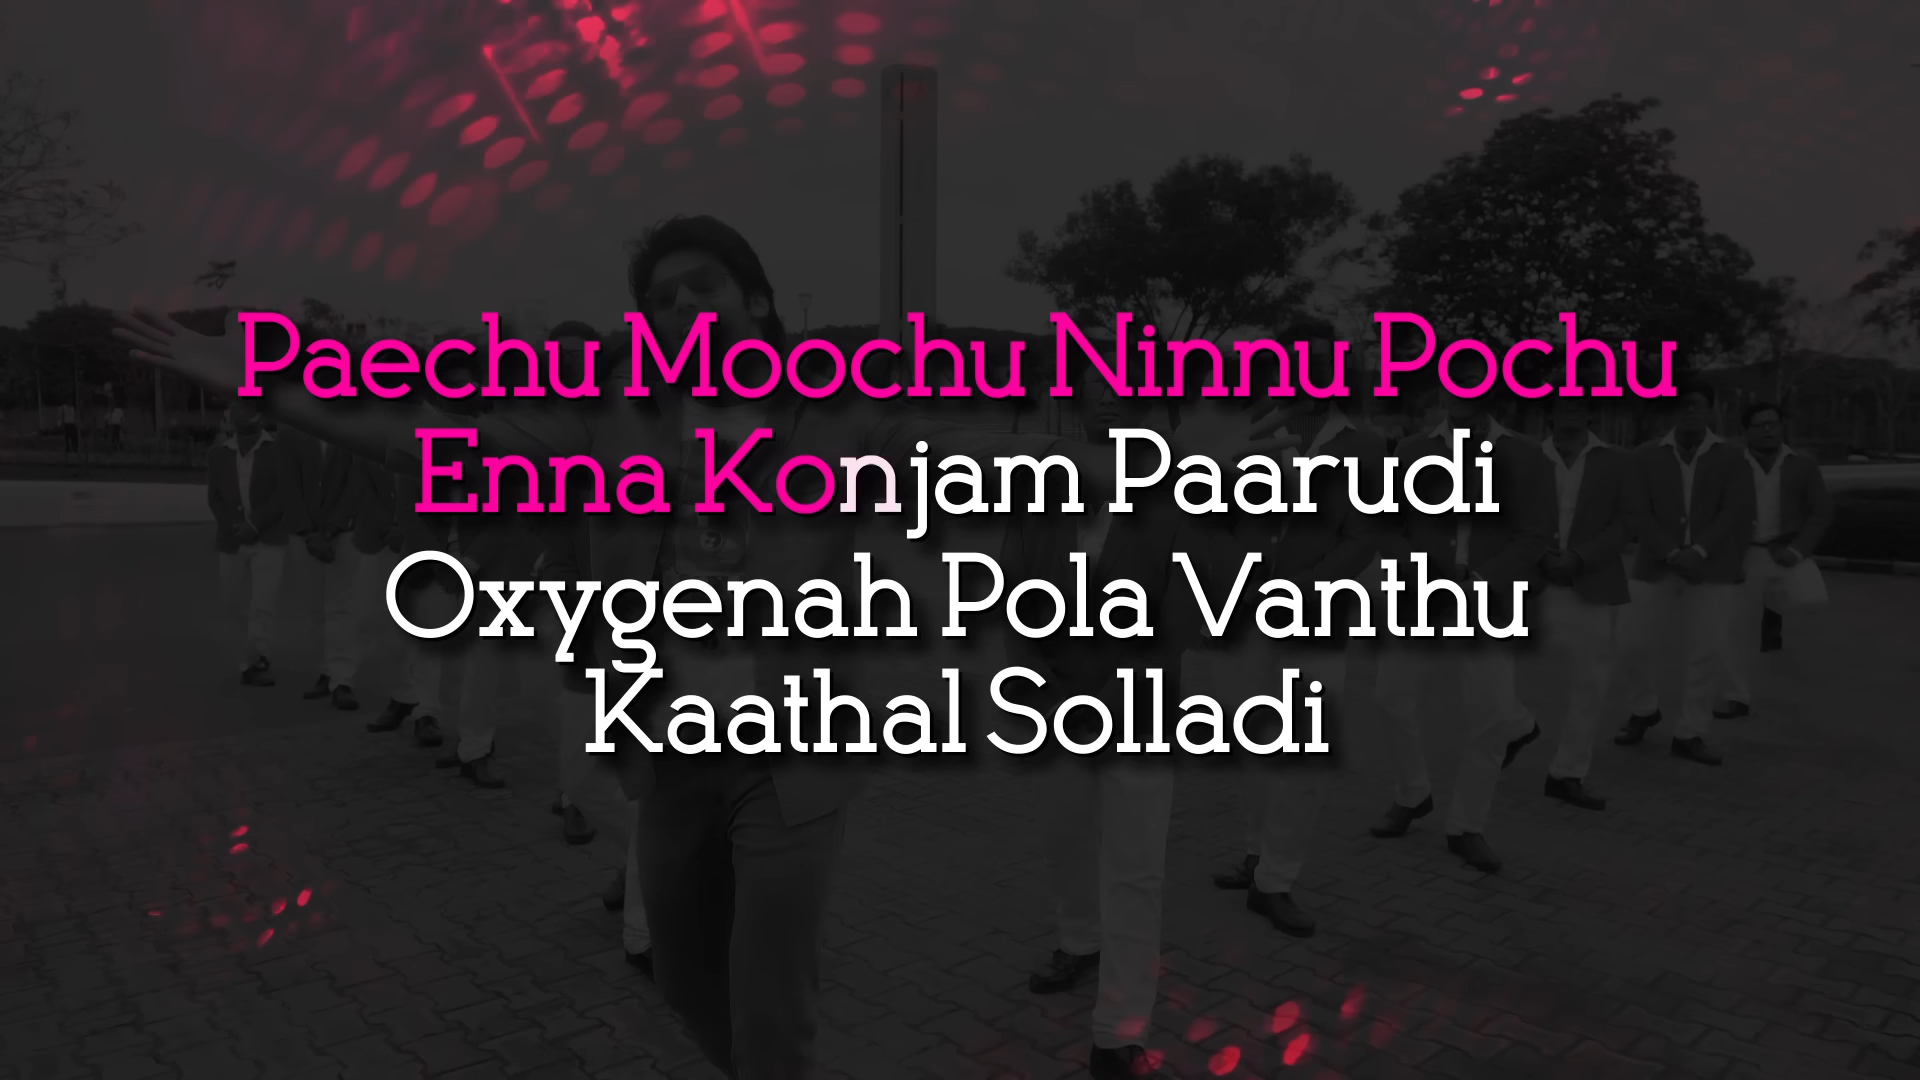 Paechu Moochu Ninnu Pochu
Enna Konjam Paarudi
Oxygenah Pola Vanthu
Kaathal Solladi